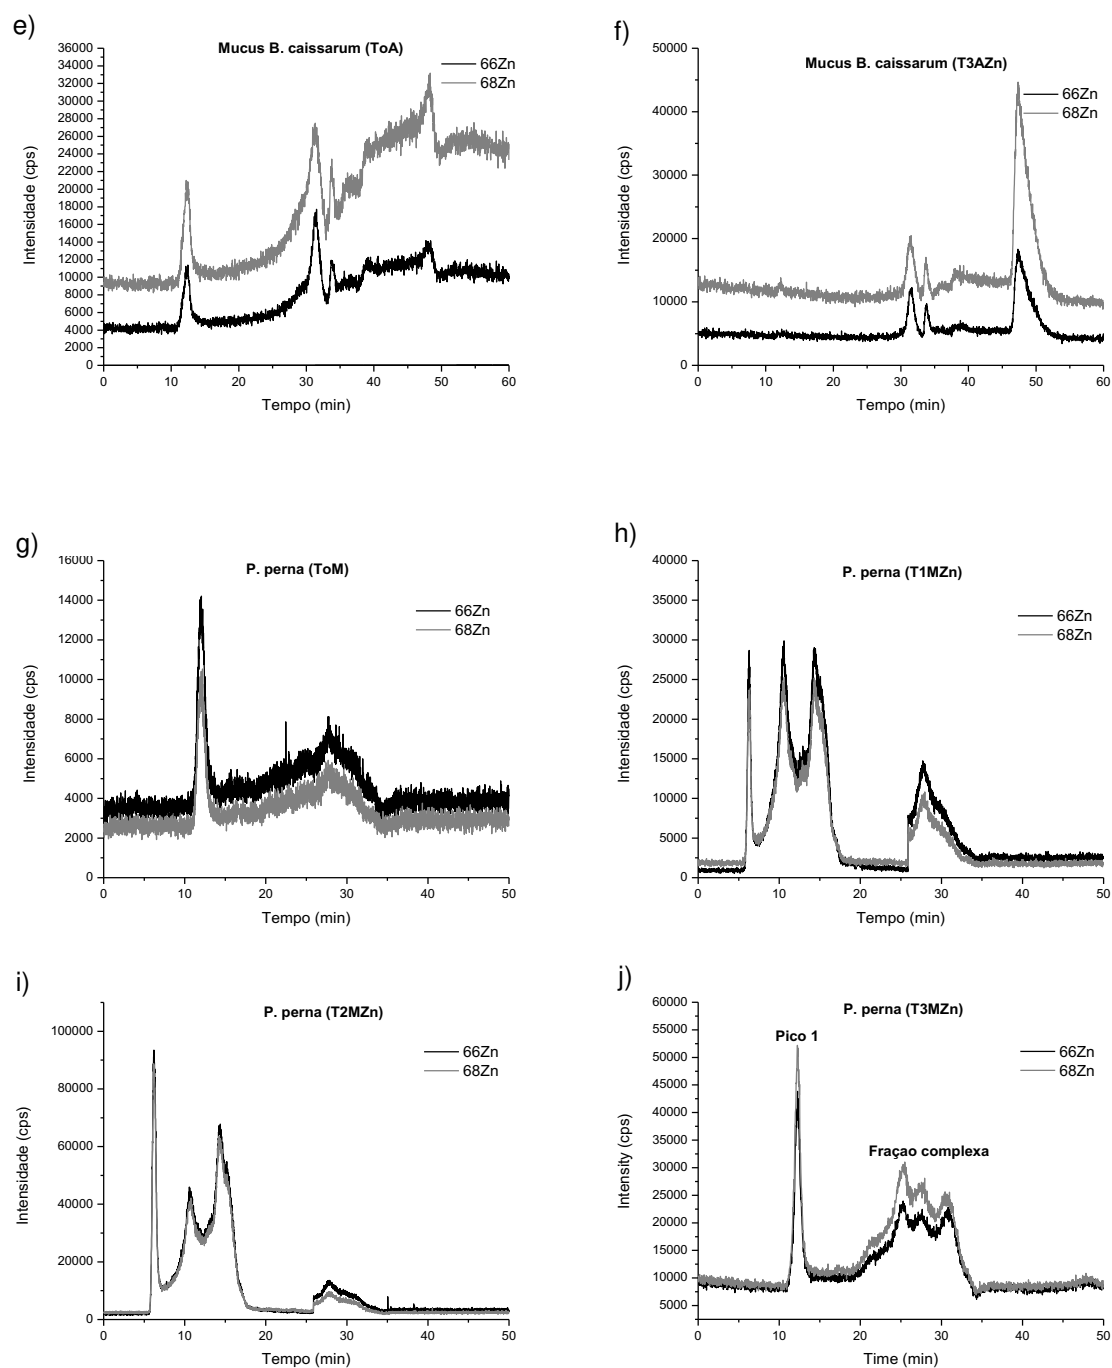 e)
Mucus B. caissarum (ToA)
66Zn
68Zn
36000
34000
32000
30000
28000
26000
24000
22000
20000
18000
16000
14000
12000
10000
8000
6000
4000
2000
0
Intensidade (cps)
0 10 20 30 40 50 60
Tempo (min)
f)
Mucus B. caissarum (T3AZn)
66Zn
68Zn
50000
40000
30000
20000
10000
0
Intensidade (cps)
0 10 20 30 40 50 60
Tempo (min)
g)
P. perna (ToM)
66Zn
68Zn
16000
14000
12000
10000
8000
6000
4000
2000
0
Intensidade (cps)
0 10 20 30 40 50
Tempo (min)
h)
P. perna (T1MZn)
66Zn
68Zn
40000
35000
30000
25000
20000
15000
10000
5000
0
Intensidade (cps)
0 10 20 30 40 50
Tempo (min)
i)
P. perna (T2MZn)
66Zn
68Zn
100000
80000
60000
40000
20000
0
Intensidade (cps)
0 10 20 30 40 50
Tempo (min)
j)
P. perna (T3MZn)
Pico 1
66Zn
68Zn
Fraçao complexa
60000
55000
50000
45000
40000
35000
30000
25000
20000
15000
10000
5000
Intensity (cps)
0 10 20 30 40 50
Time (min)